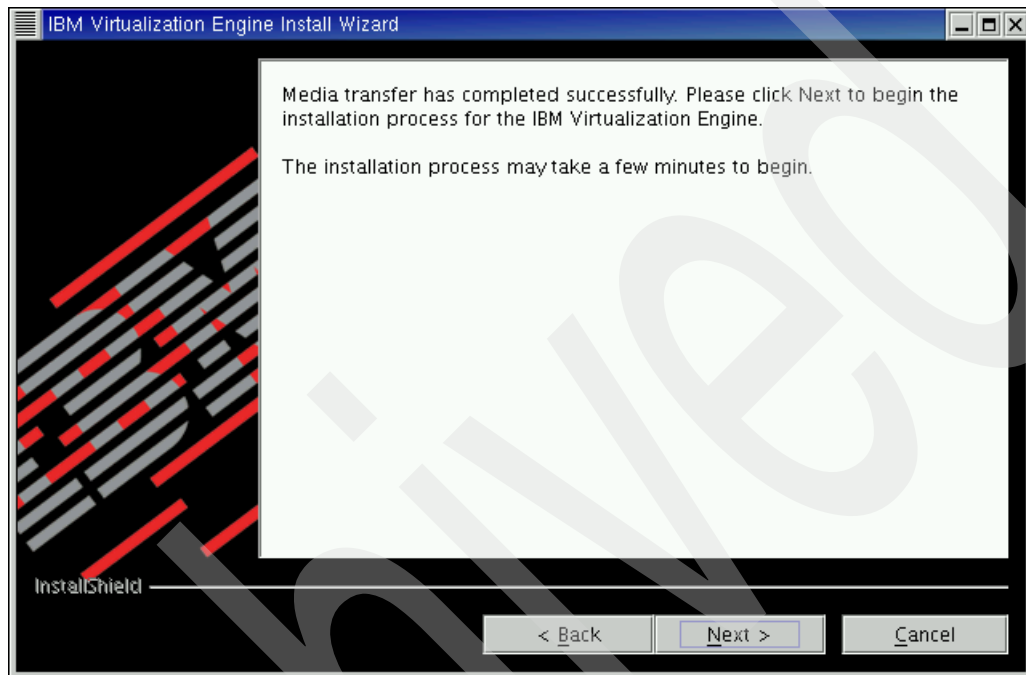 IBM Virtualization Engine Install Wizard
Media transfer has completed successfully. Please click Next to begin the
installation process for the IBM Virtualization Engine.
The installation process may take a few minutes to begin.
InstallShield
< Back Next > Cancel
hived